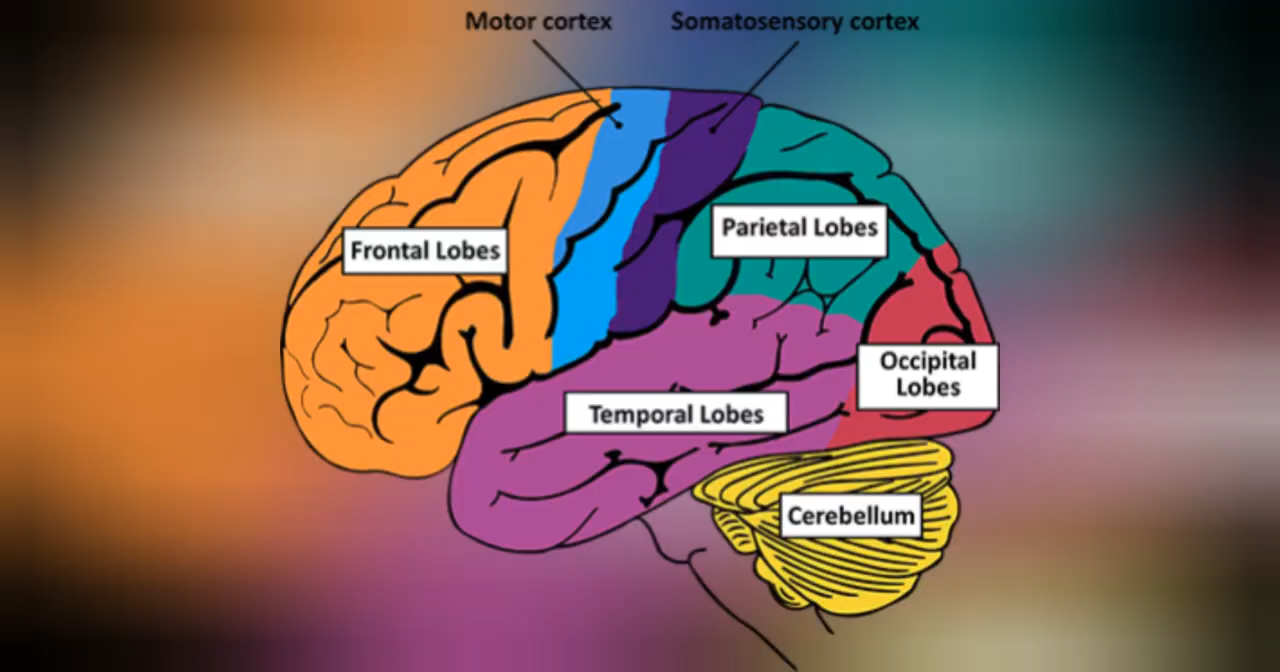 Motor cortex
Somatosensory cortex
Parietal Lobes
Frontal Lobes
Occipital
Lobes
Temporal Lobes
Cerebellum